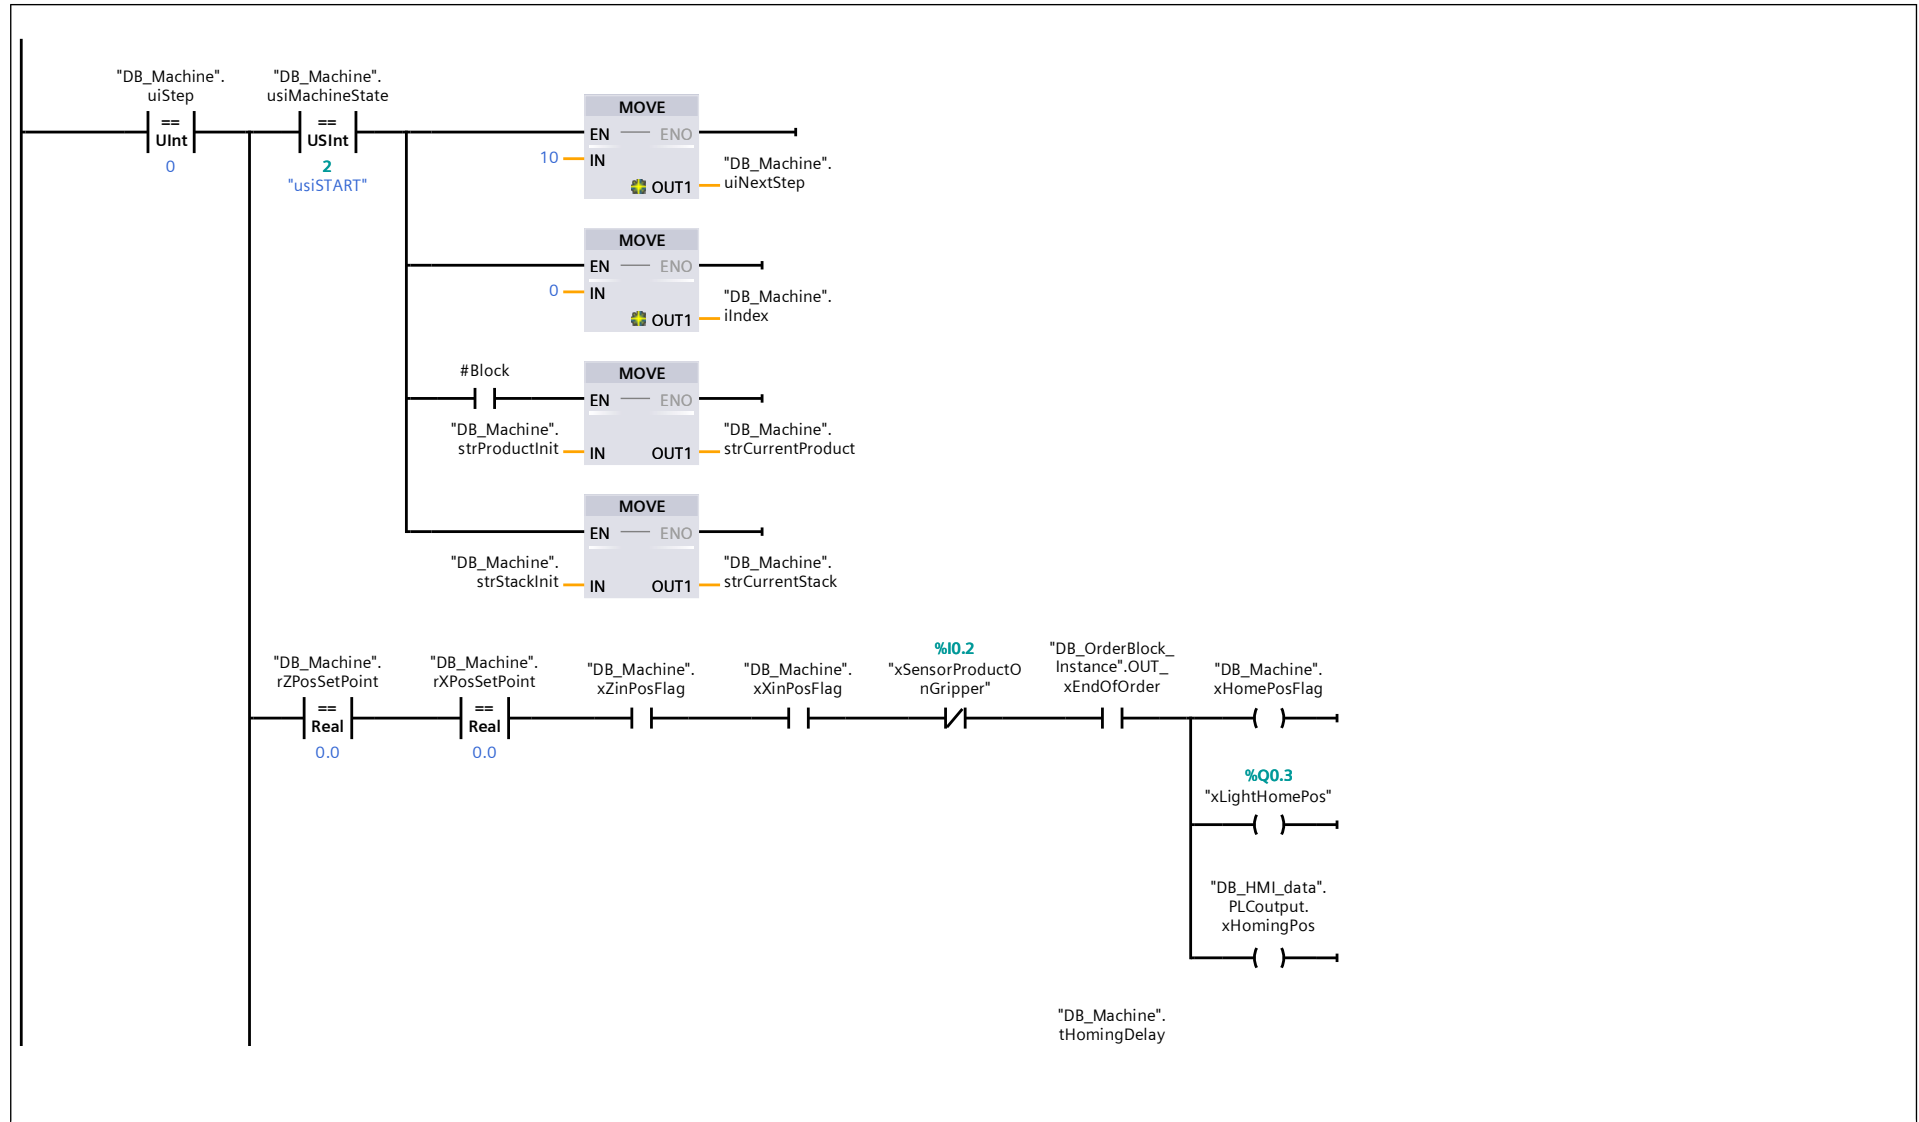 "DB_Machine".
uiStep
==
UInt
0
"DB_Machine".
usiMachineState
==
USInt
2
"usiSTART"
MOVE
EN
ENO
10
IN
OUT1
"DB_Machine".
uiNextStep
MOVE
EN
ENO
0
IN
OUT1
"DB_Machine".
iIndex
#Block
MOVE
EN
ENO
"DB_Machine".
strProductInit
IN
OUT1
"DB_Machine".
strCurrentProduct
MOVE
EN
ENO
"DB_Machine".
strStackInit
IN
OUT1
"DB_Machine".
strCurrentStack
"DB_Machine".
rZPosSetPoint
==
Real
0.0
"DB_Machine".
rXPosSetPoint
==
Real
0.0
"DB_Machine".
xZinPosFlag
"DB_Machine".
xXinPosFlag
%I0.2
"xSensorProductO
nGripper"
"DB_OrderBlock_
Instance".OUT_
xEndOfOrder
"DB_Machine".
xHomePosFlag
%Q0.3
"xLightHomePos"
"DB_HMI_data".
PLCoutput.
xHomingPos
"DB_Machine".
tHomingDelay